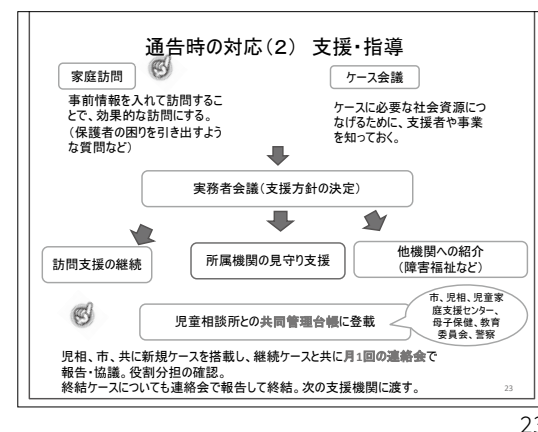 通告時の対応(2) 支援・指導
家庭訪問
ケース会議
事前情報を入れて訪問するこ
とで、効果的な訪問にする。
(保護者の困りを引き出すよう
な質問など)
ケースに必要な社会資源につ
なげるために、支援者や事業
を知っておく。
実務者会議(支援方針の決定)
訪問支援の継続
所属機関の見守り支援
他機関への紹介
(障害福祉など)
児童相談所との共同管理台帳に登載
市、児相、児童家
庭支援センター、
母子保健、教育
委員会、警察
児相、市、共に新規ケースを搭載し、継続ケースと共に月1回の連絡会で
報告・協議。役割分担の確認。
終結ケースについても連絡会で報告して終結。次の支援機関に渡す。
23
23